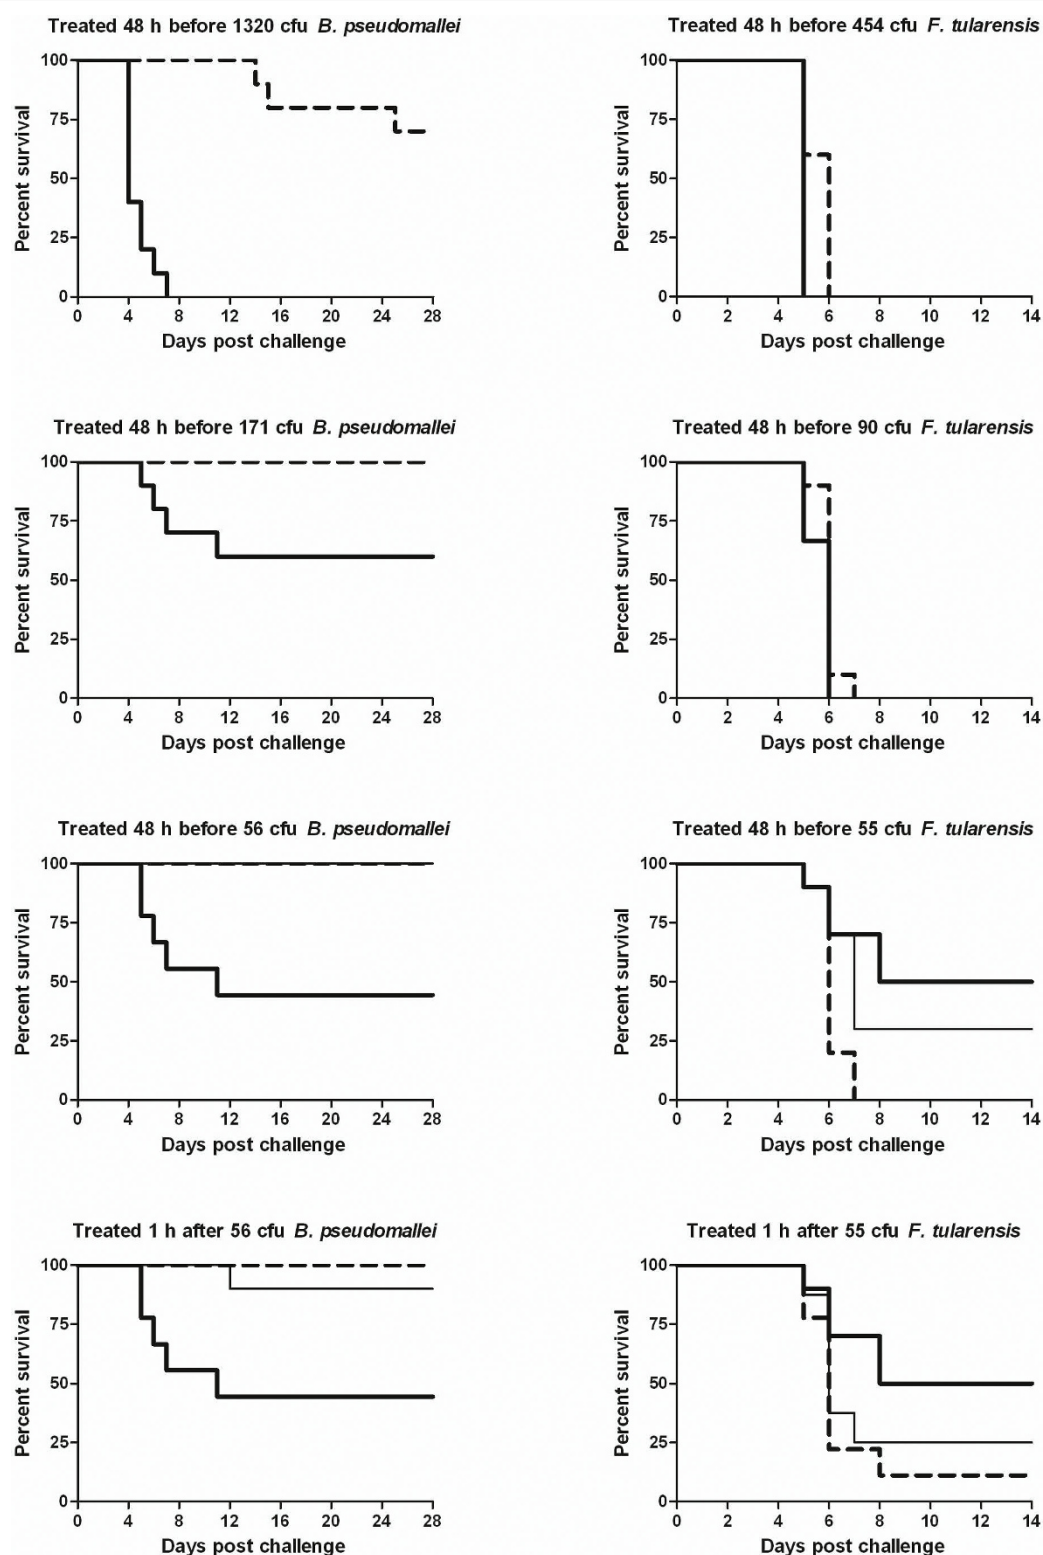 Treated 48 h before 1320 cfu B. pseudomallei
Percent survival
100
75
50
25
0
0 4 8 12 16 20 24 28
Days post challenge
Treated 48 h before 454 cfu F. tularensis
Percent survival
100
75
50
25
0
0 2 4 6 8 10 12 14
Days post challenge
Treated 48 h before 171 cfu B. pseudomallei
Percent survival
100
75
50
25
0
0 4 8 12 16 20 24 28
Days post challenge
Treated 48 h before 90 cfu F. tularensis
Percent survival
100
75
50
25
0
0 2 4 6 8 10 12 14
Days post challenge
Treated 48 h before 56 cfu B. pseudomallei
Percent survival
100
75
50
25
0
0 4 8 12 16 20 24 28
Days post challenge
Treated 48 h before 55 cfu F. tularensis
Percent survival
100
75
50
25
0
0 2 4 6 8 10 12 14
Days post challenge
Treated 1 h after 56 cfu B. pseudomallei
Percent survival
100
75
50
25
0
0 4 8 12 16 20 24 28
Days post challenge
Treated 1 h after 55 cfu F. tularensis
Percent survival
100
75
50
25
0
0 2 4 6 8 10 12 14
Days post challenge